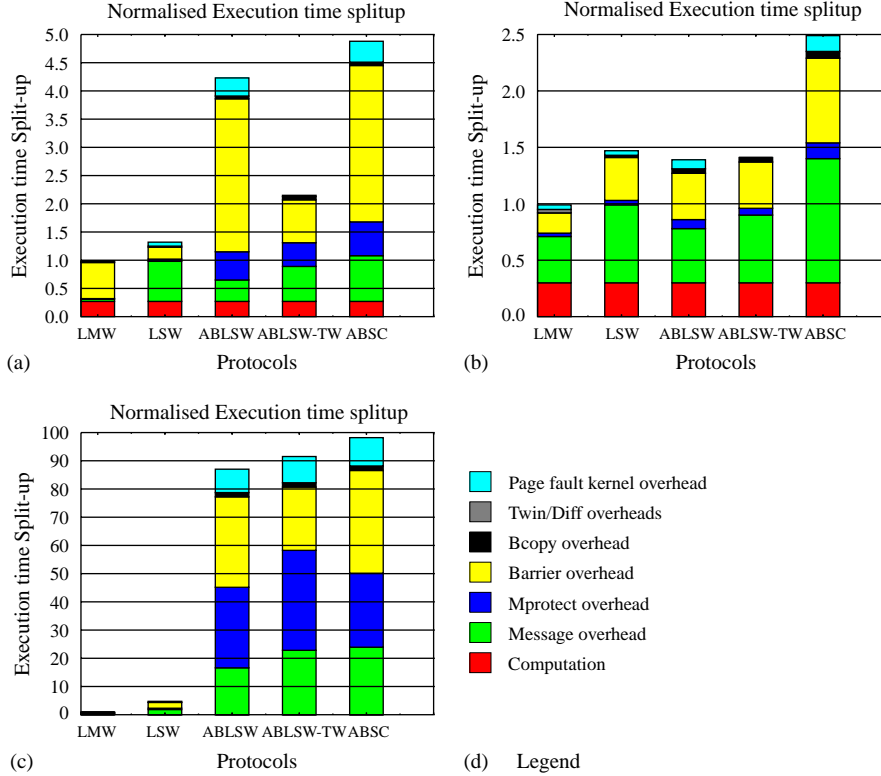 Normalised Execution time splitup
Execution time Split-up
5.0
4.5
4.0
3.5
3.0
2.5
2.0
1.5
1.0
0.5
0.0
LMW LSW ABLSW ABLSW-TW ABSC
(a) Protocols
Normalised Execution time splitup
Execution time Split-up
2.5
2.0
1.5
1.0
0.5
0.0
LMW LSW ABLSW ABLSW-TW ABSC
(b) Protocols
Normalised Execution time splitup
Execution time Split-up
100
90
80
70
60
50
40
30
20
10
0
LMW LSW ABLSW ABLSW-TW ABSC
(c) Protocols
Page fault kernel overhead
Twin/Diff overheads
Bcopy overhead
Barrier overhead
Mprotect overhead
Message overhead
Computation
(d) Legend